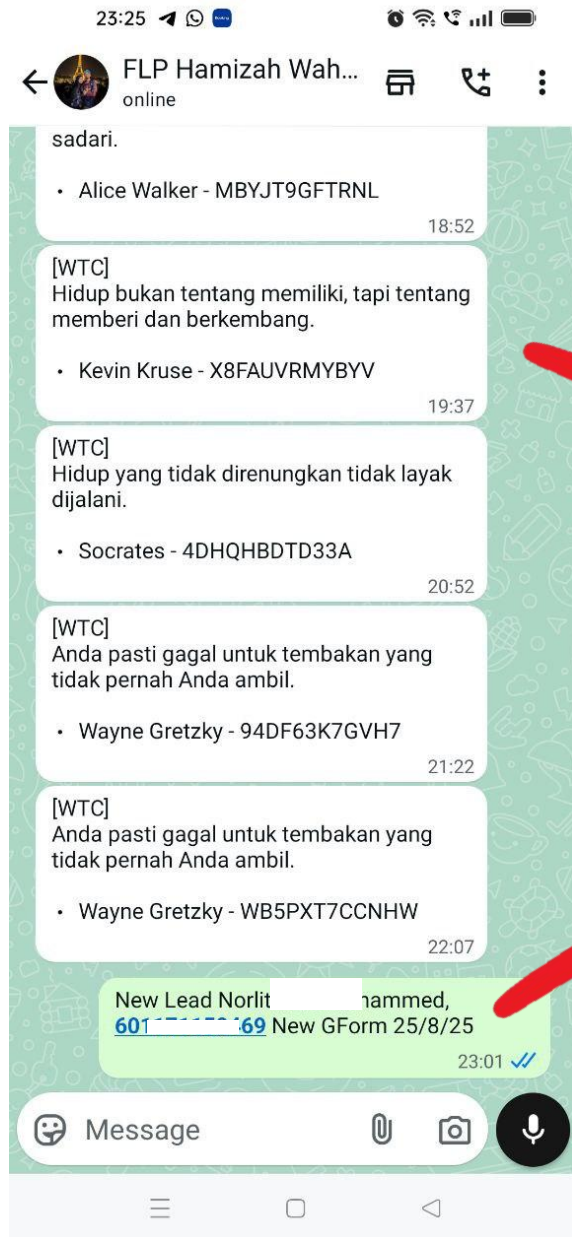 23:25
FLP Hamizah Wah...
online
sadari.
• Alice Walker - MBYJT9GFTRNL
18:52
[WTC]
Hidup bukan tentang memiliki, tapi tentang
memberi dan berkembang.
• Kevin Kruse - X8FAUVRMYBYV
19:37
[WTC]
Hidup yang tidak direnungkan tidak layak
dijalani.
• Socrates - 4DHQHBDTD33A
20:52
[WTC]
Anda pasti gagal untuk tembakan yang
tidak pernah Anda ambil.
• Wayne Gretzky - 94DF63K7GVH7
21:22
[WTC]
Anda pasti gagal untuk tembakan yang
tidak pernah Anda ambil.
• Wayne Gretzky - WB5PXT7CCNHW
22:07
New Lead Norlit hammed,
601 69 New GForm 25/8/25
23:01
Message